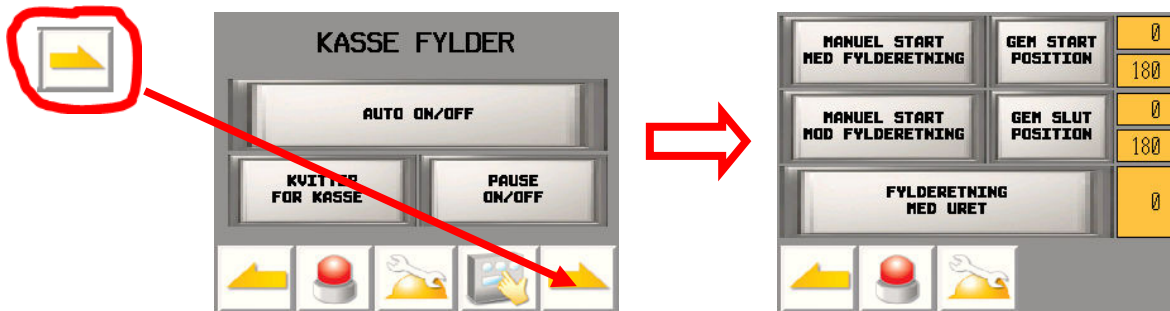 KASSE FYLDER
AUTO ON/OFF
KVITTER
FOR KASSE
PAUSE
ON/OFF
MANUEL START
MED FYLDERETNING
GEM START
POSITION
0
180
MANUEL START
MOD FYLDERETNING
GEM SLUT
POSITION
0
180
FYLDERETNING
MED URET
0